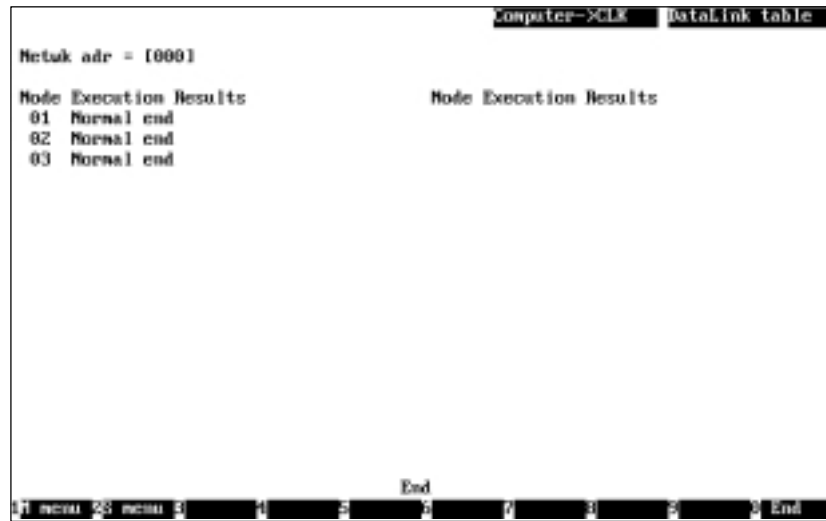 Computer->CLK DataLink table
Netwk adr = [000]
Node Execution Results Node Execution Results
01 Normal end
02 Normal end
03 Normal end
End
1M menu 2S menu 3 4 5 6 7 8 9 0 End